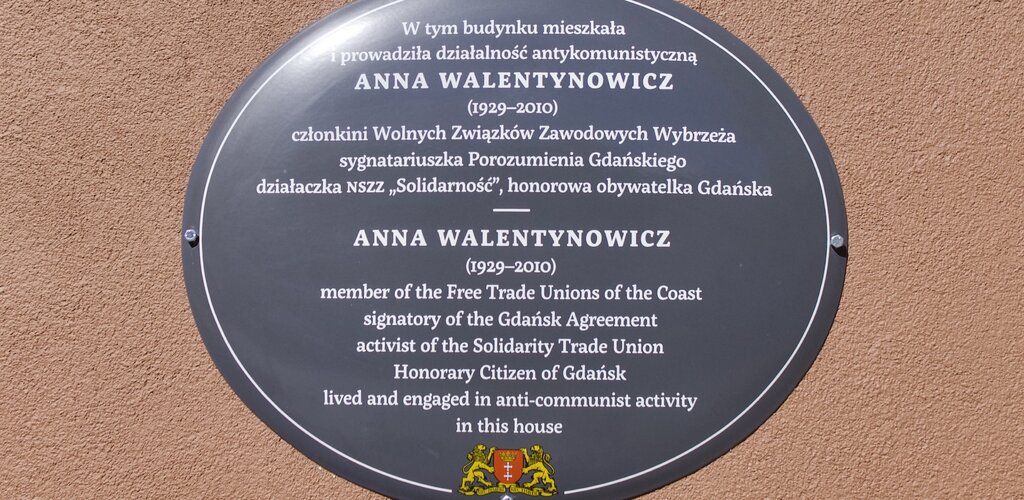 W tym budynku mieszkała
i prowadziła działalność antykomunistyczną
ANNA WALENTYNOWICZ
(1929–2010)
członkini Wolnych Związków Zawodowych Wybrzeża
sygnatariuszka Porozumienia Gdańskiego
działaczka NSZZ „Solidarność”, honorowa obywatelka Gdańska
ANNA WALENTYNOWICZ
(1929–2010)
member of the Free Trade Unions of the Coast
signatory of the Gdańsk Agreement
activist of the Solidarity Trade Union
Honorary Citizen of Gdańsk
lived and engaged in anti-communist activity
in this house